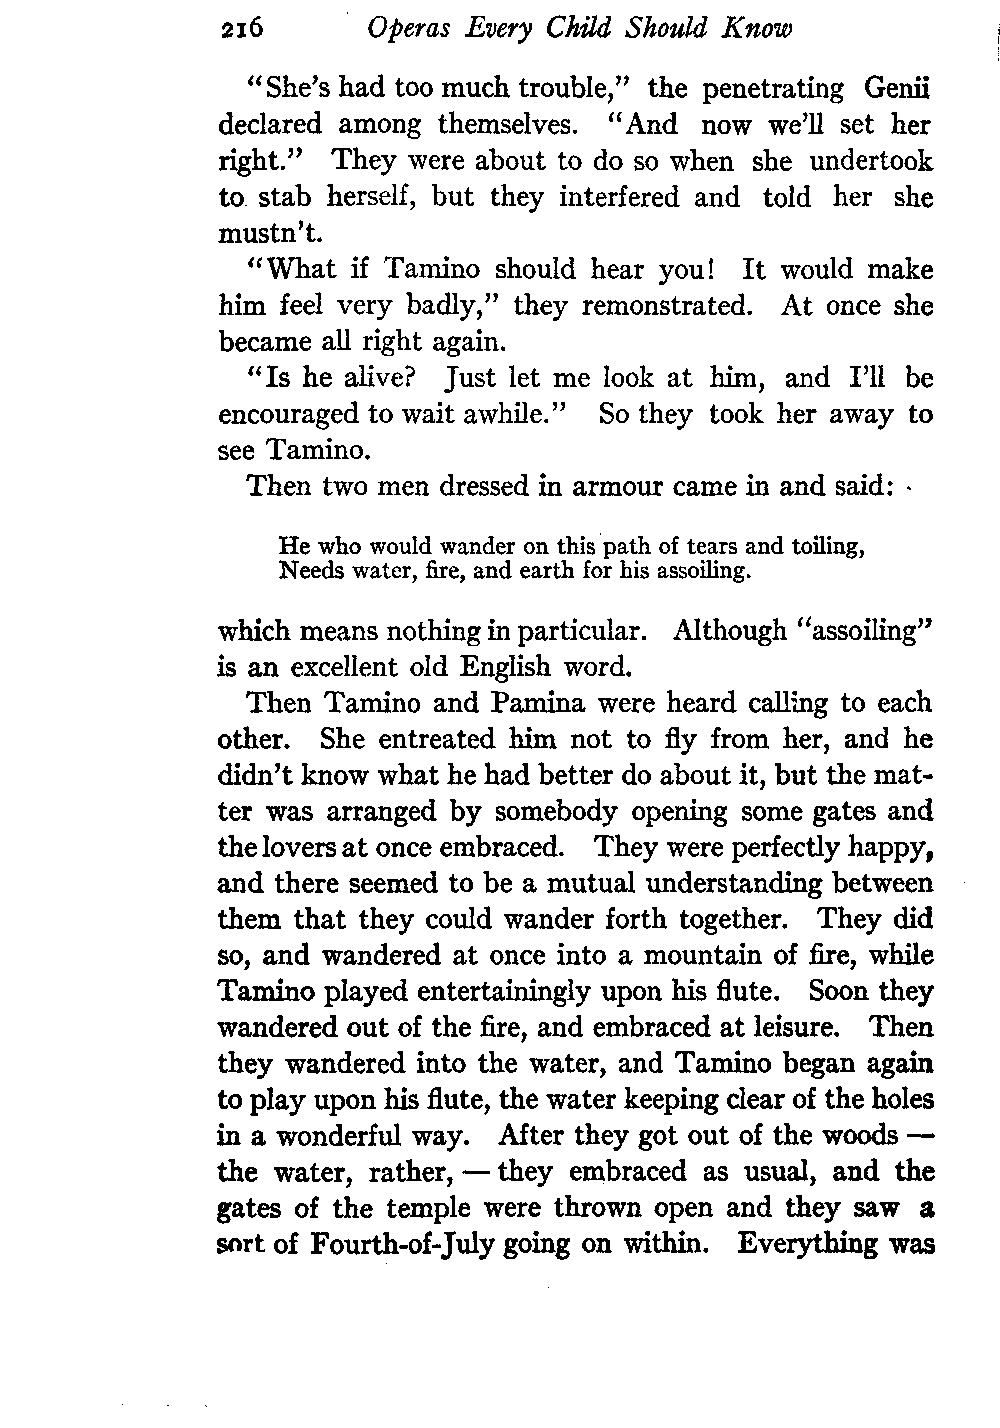 216 Operas Every Child Should Know
"She's had too much trouble," the penetrating Genii
declared among themselves. "And now we'll set her
right." They were about to do so when she undertook
to stab herself, but they interfered and told her she
mustn't.
"What if Tamino should hear you! It would make
him feel very badly," they remonstrated. At once she
became all right again.
"Is he alive? Just let me look at him, and I'll be
encouraged to wait awhile." So they took her away to
see Tamino.
Then two men dressed in armour came in and said:
He who would wander on this path of tears and toiling,
Needs water, fire, and earth for his assoiling.
which means nothing in particular. Although "assoiling"
is an excellent old English word.
Then Tamino and Pamina were heard calling to each
other. She entreated him not to fly from her, and he
didn't know what he had better do about it, but the mat-
ter was arranged by somebody opening some gates and
the lovers at once embraced. They were perfectly happy,
and there seemed to be a mutual understanding between
them that they could wander forth together. They did
so, and wandered at once into a mountain of fire, while
Tamino played entertainingly upon his flute. Soon they
wandered out of the fire, and embraced at leisure. Then
they wandered into the water, and Tamino began again
to play upon his flute, the water keeping clear of the holes
in a wonderful way. After they got out of the woods —
the water, rather, — they embraced as usual, and the
gates of the temple were thrown open and they saw a
sort of Fourth-of-July going on within. Everything was